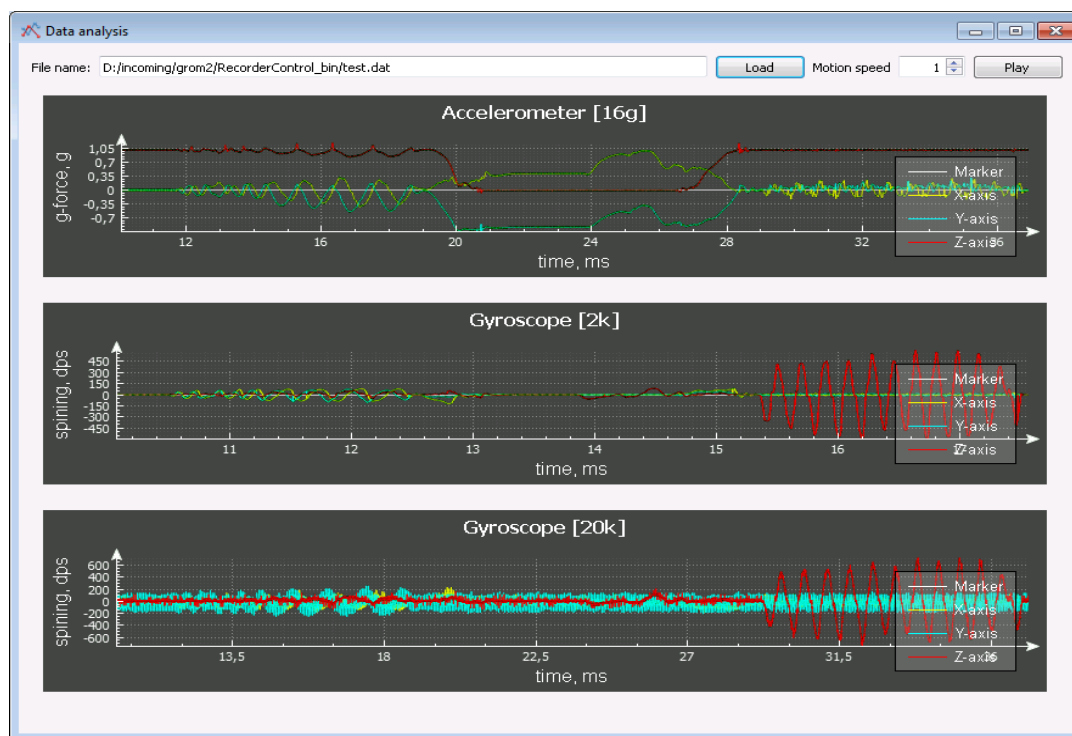 Data analysis
File name: D:/incoming/grom2/RecorderControl_bin/test.dat Load Motion speed 1 Play
Accelerometer [16g]
g-force, g
1,05
0,7
0,35
0
-0,35
-0,7
12 16 20 24 28 32 36
time, ms
Marker
X-axis
Y-axis
Z-axis
Gyroscope [2k]
spining, dps
450
300
150
0
-150
-300
-450
11 12 13 14 15 16 17
time, ms
Marker
X-axis
Y-axis
Z-axis
Gyroscope [20k]
spining, dps
600
400
200
0
-200
-400
-600
13,5 18 22,5 27 31,5 36
time, ms
Marker
X-axis
Y-axis
Z-axis